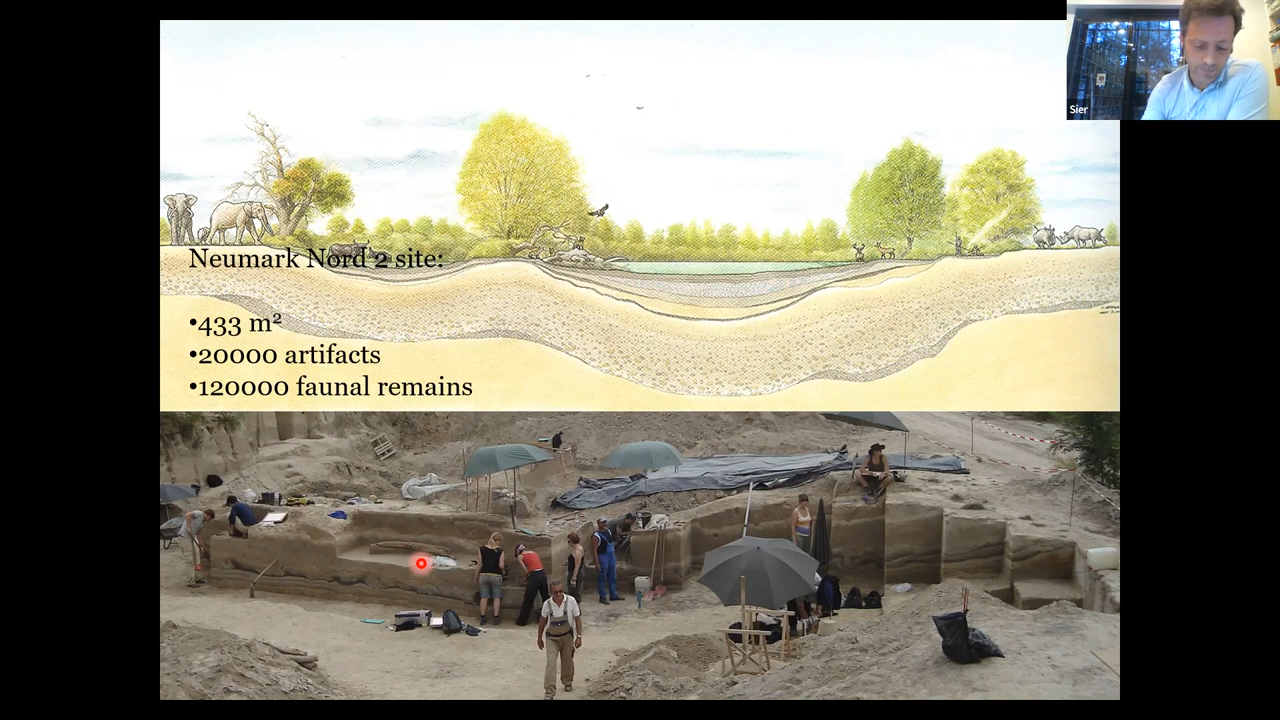 Sier
Neumark Nord 2 site:
•433 m²
•20000 artifacts
•120000 faunal remains